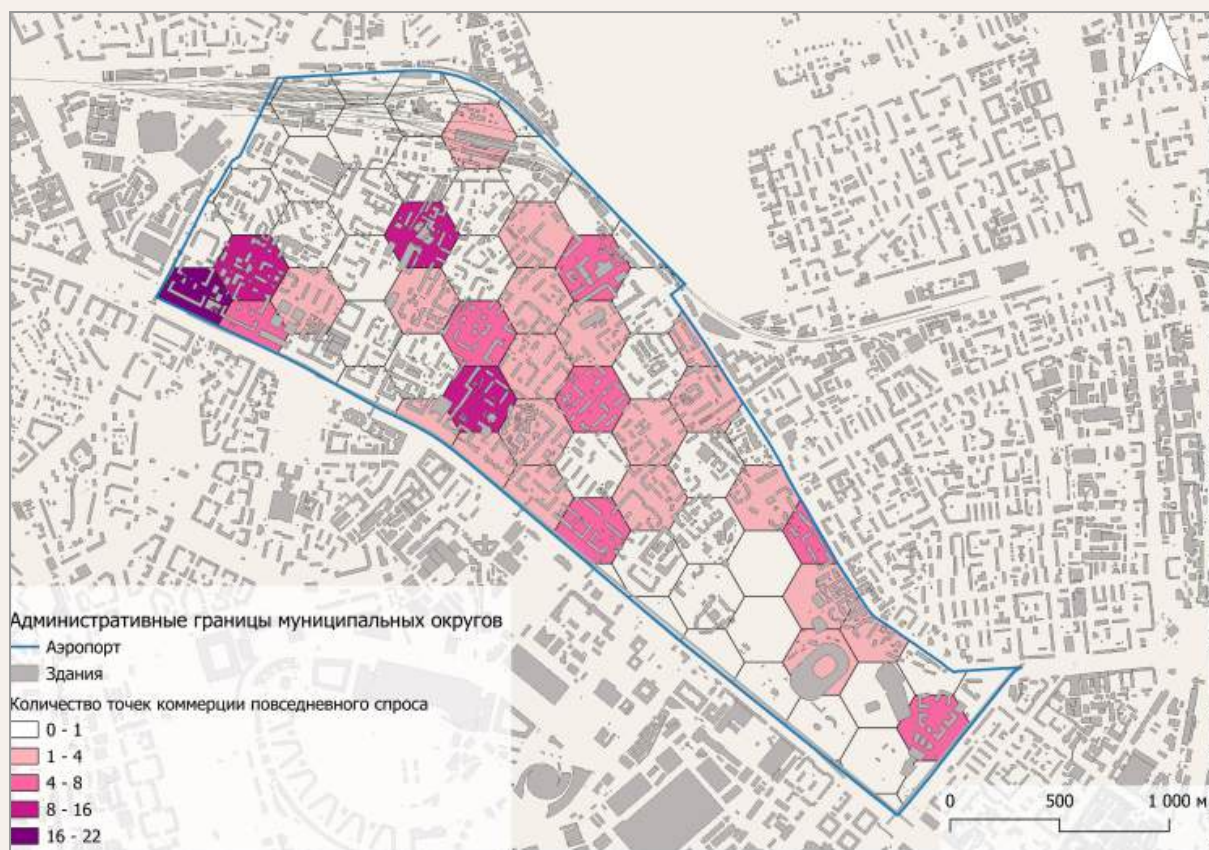 Административные границы муниципальных округов
Аэропорт
Здания
Количество точек коммерции повседневного спроса
0 - 1
1 - 4
4 - 8
8 - 16
16 - 22
0 500 1 000 м